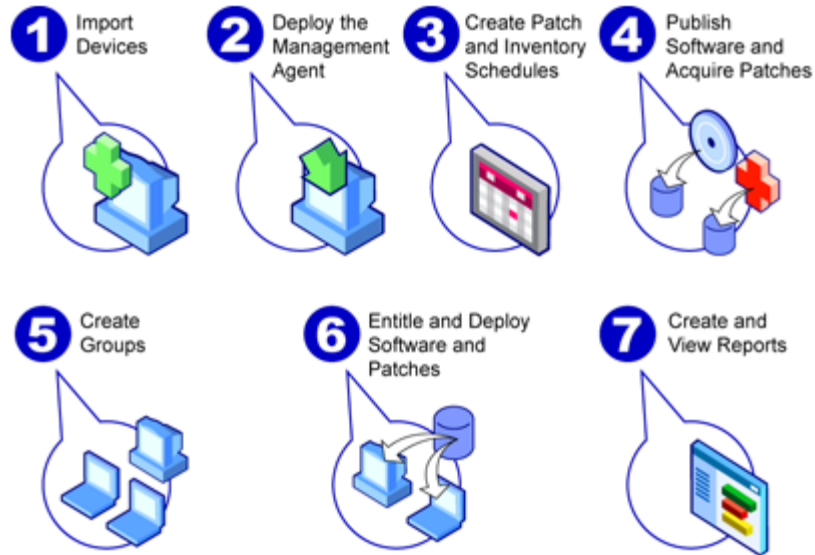 1 Import
Devices
2 Deploy the
Management
Agent
3 Create Patch
and Inventory
Schedules
4 Publish
Software and
Acquire Patches
5 Create
Groups
6 Entitle and Deploy
Software and
Patches
7 Create and
View Reports